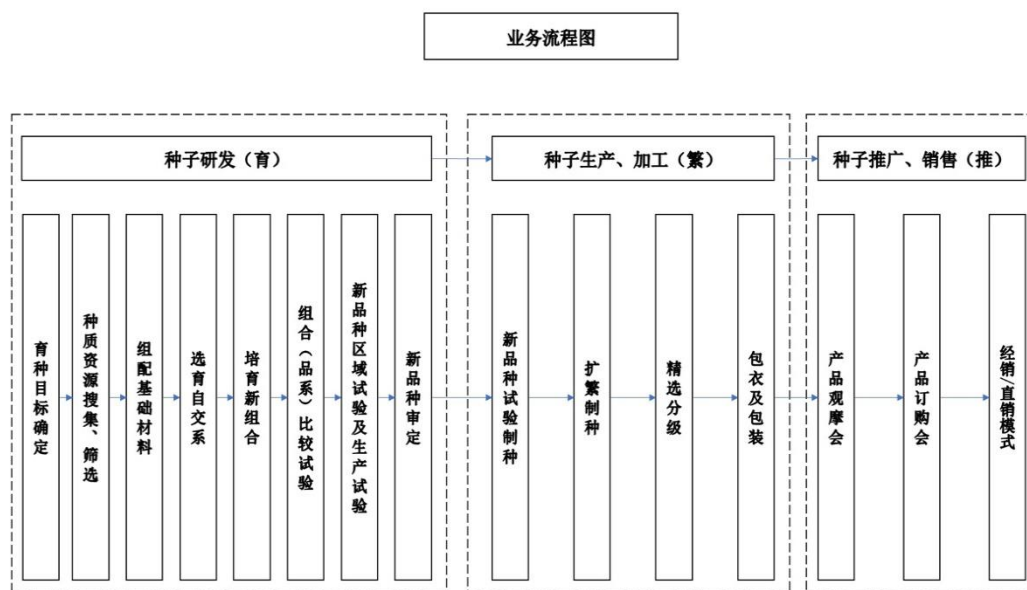 业务流程图
种子研发（育）
种子生产、加工（繁）
种子推广、销售（推）
育种目标确定
种质资源搜集、筛选
组配基础材料
选育自交系
培育新组合
组合（品系）比较试验
新品种区域试验及生产试验
新品种审定
新品种试验制种
扩繁制种
精选分级
包衣及包装
产品观摩会
产品订购会
经销/直销模式